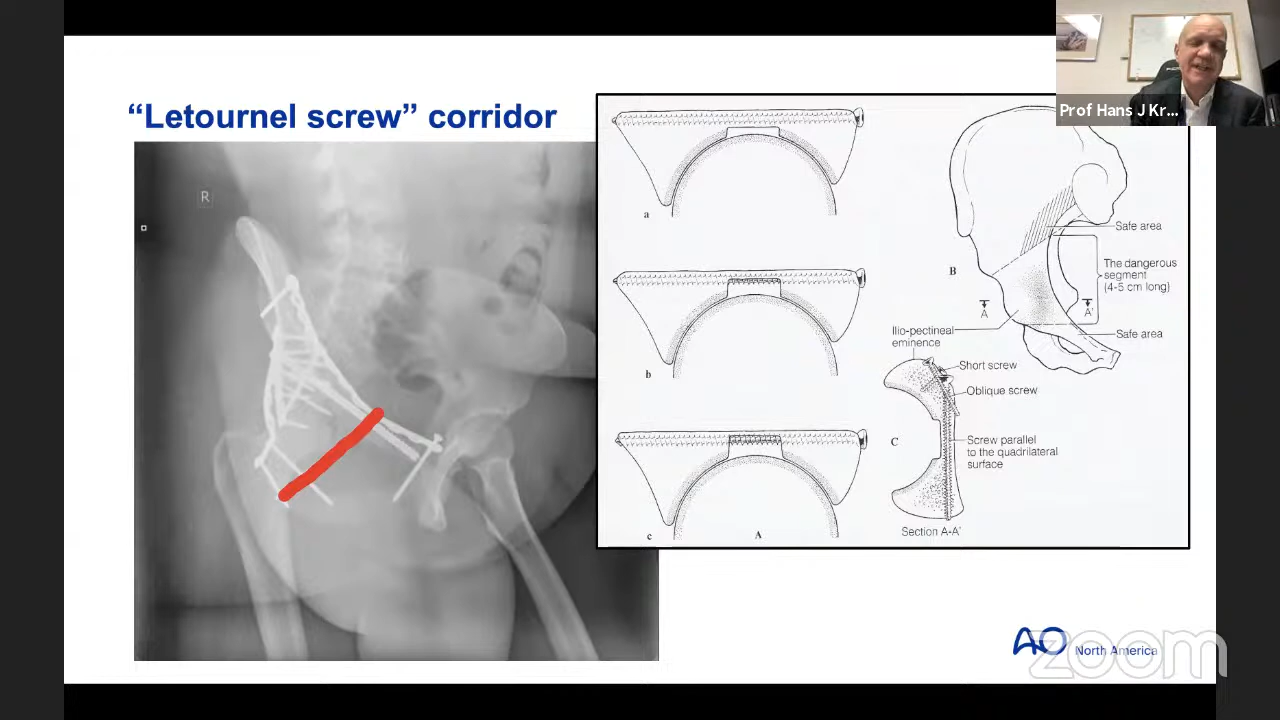 Prof Hans J Kr...
“Letournel screw” corridor
R
a
b
c
A
B
Safe area
The dangerous
segment
(4-5 cm long)
A
A'
Ilio-pectineal
eminence
Safe area
Short screw
Oblique screw
C
Screw parallel
to the quadrilateral
surface
Section A-A'
AO
North America
zoom